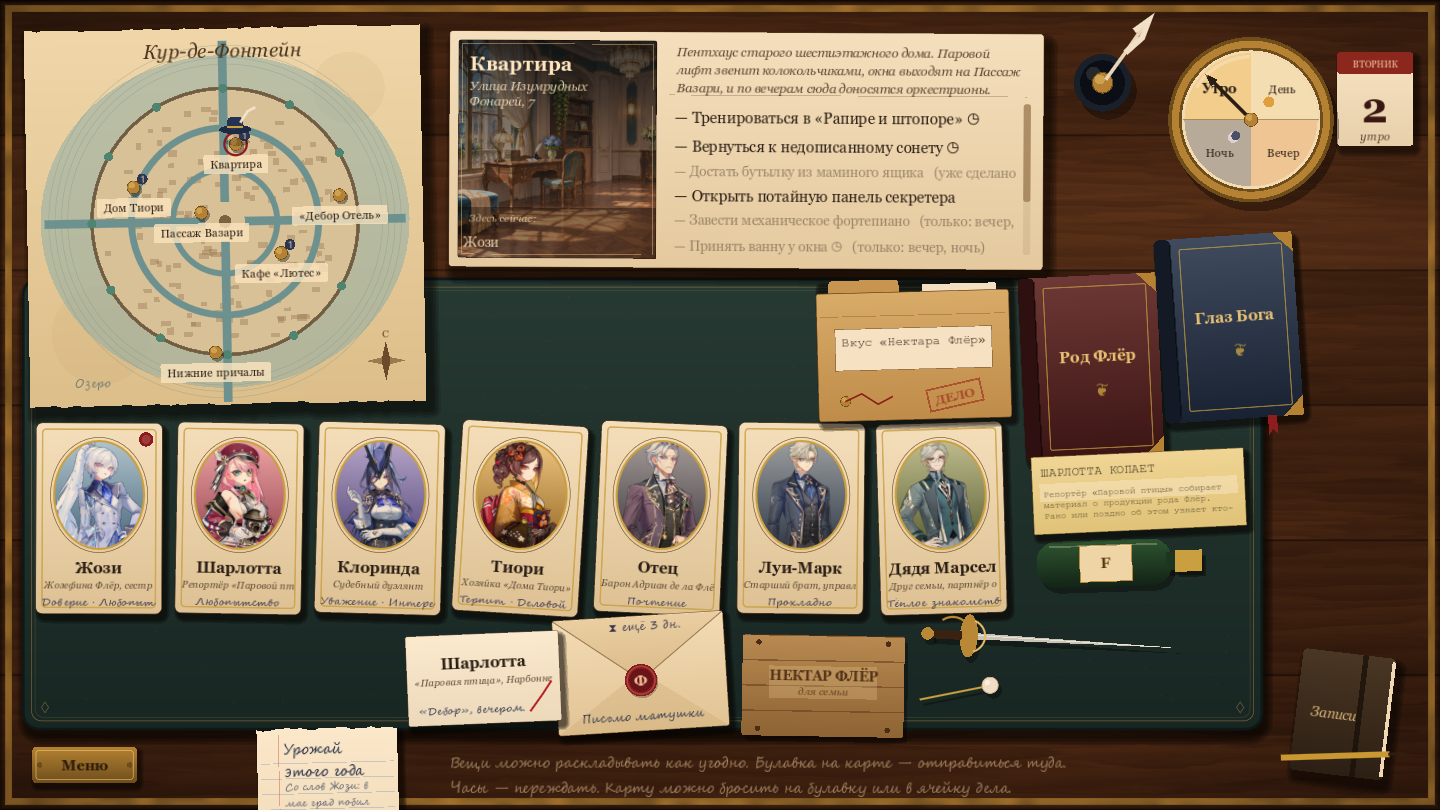 Кур-де-Фонтейн
Квартира
Дом Тиори
«Дебор Отель»
Пассаж Вазари
Кафе «Лютес»
Нижние причалы
Озеро
С
1
1
1
Квартира
Улица Изумрудных
Фонарей, 7
Здесь сейчас:
Жози
Пентхаус старого шестиэтажного дома. Паровой
лифт звенит колокольчиками, окна выходят на Пассаж
Вазари, и по вечерам сюда доносятся оркестрионы.
— Тренироваться в «Рапире и штопоре»
— Вернуться к недописанному сонету
— Достать бутылку из маминого ящика (уже сделано
— Открыть потайную панель секретера
— Завести механическое фортепиано (только: вечер,
— Принять ванну у окна (только: вечер, ночь)
Утро
День
Ночь
Вечер
ВТОРНИК
2
утро
Вкус «Нектара Флёр»
ДЕЛО
Род Флёр
Глаз Бога
ШАРЛОТТА КОПАЕТ
Репортёр «Паровой птицы» собирает
материал о продукции рода Флёр.
Рано или поздно об этом узнает кто-
F
Жози
Жозефина Флёр, сестр
Доверие · Любопыт
Шарлотта
Репортёр «Паровой пт
Любопытство
Клоринда
Судебный дуэлянт
Уважение · Интере
Тиори
Хозяйка «Дома Тиори»
Терпит · Деловой
Отец
Барон Адриан де ла Флё
Почтение
Луи-Марк
Старший брат, управл
Прохладно
Дядя Марсел
Друг семьи, партнёр о
Тёплое знакомств
Шарлотта
«Паровая птица», Нарбонне
«Дебор», вечером.
⧗ ещё 3 дн.
Ф
Письмо матушки
НЕКТАР ФЛЁР
для семьи
Записи
Меню
Урожай
этого года
Со слов Жози: в
мае град побил
Вещи можно раскладывать как угодно. Булавка на карте — отправиться туда.
Часы — переждать. Карту можно бросить на булавку или в ячейку дела.